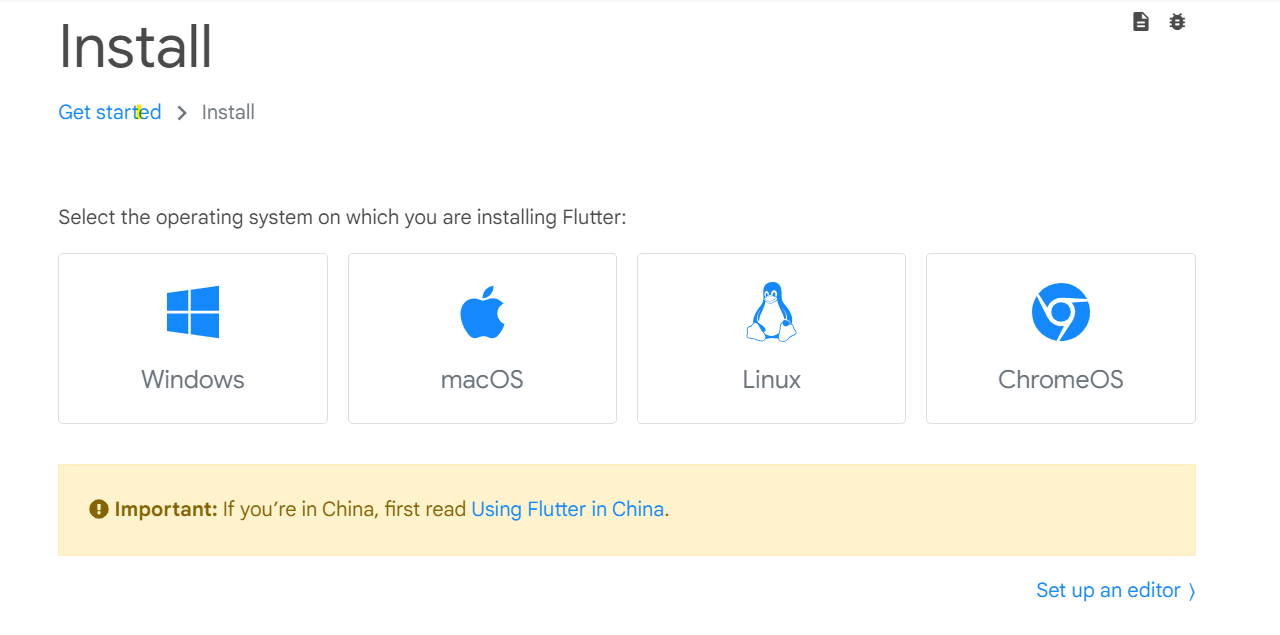 Install
Get started > Install
Select the operating system on which you are installing Flutter:
Windows
macOS
Linux
ChromeOS
Important: If you’re in China, first read Using Flutter in China.
Set up an editor 〉